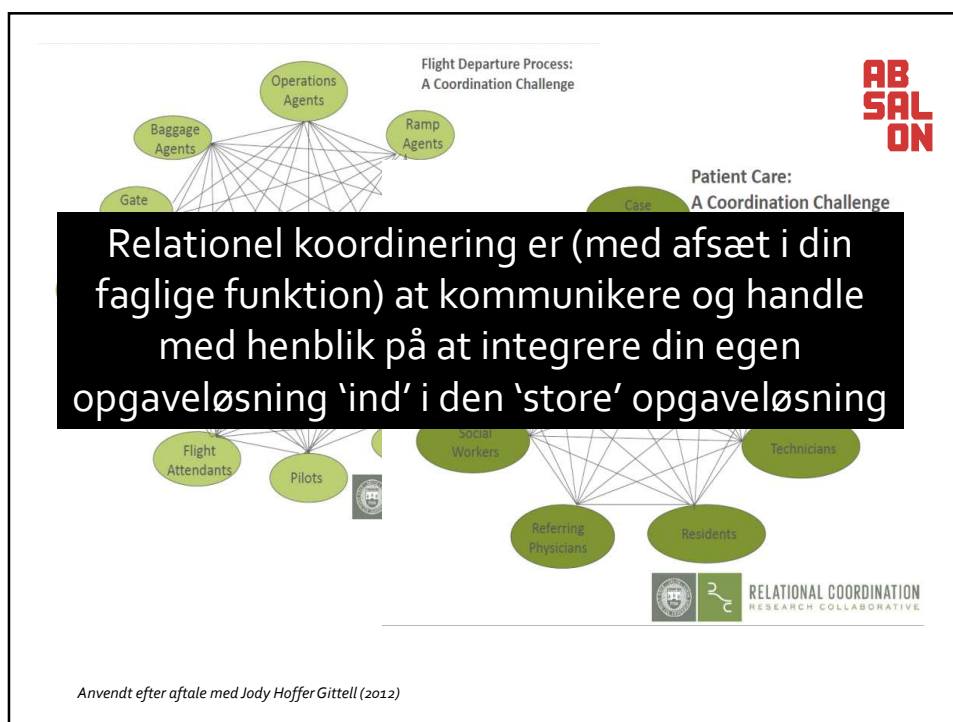 Flight Departure Process:
A Coordination Challenge
AB
SAL
ON
Operations
Agents
Baggage
Agents
Ramp
Agents
Gate
Patient Care:
A Coordination Challenge
Case
Relationel koordinering er (med afsæt i din
faglige funktion) at kommunikere og handle
med henblik på at integrere din egen
opgaveløsning ‘ind’ i den ‘store’ opgaveløsning
Social
Workers
Technicians
Flight
Attendants
Pilots
Referring
Physicians
Residents
RELATIONAL COORDINATION
RESEARCH COLLABORATIVE
Anvendt efter aftale med Jody Hoffer Gittell (2012)